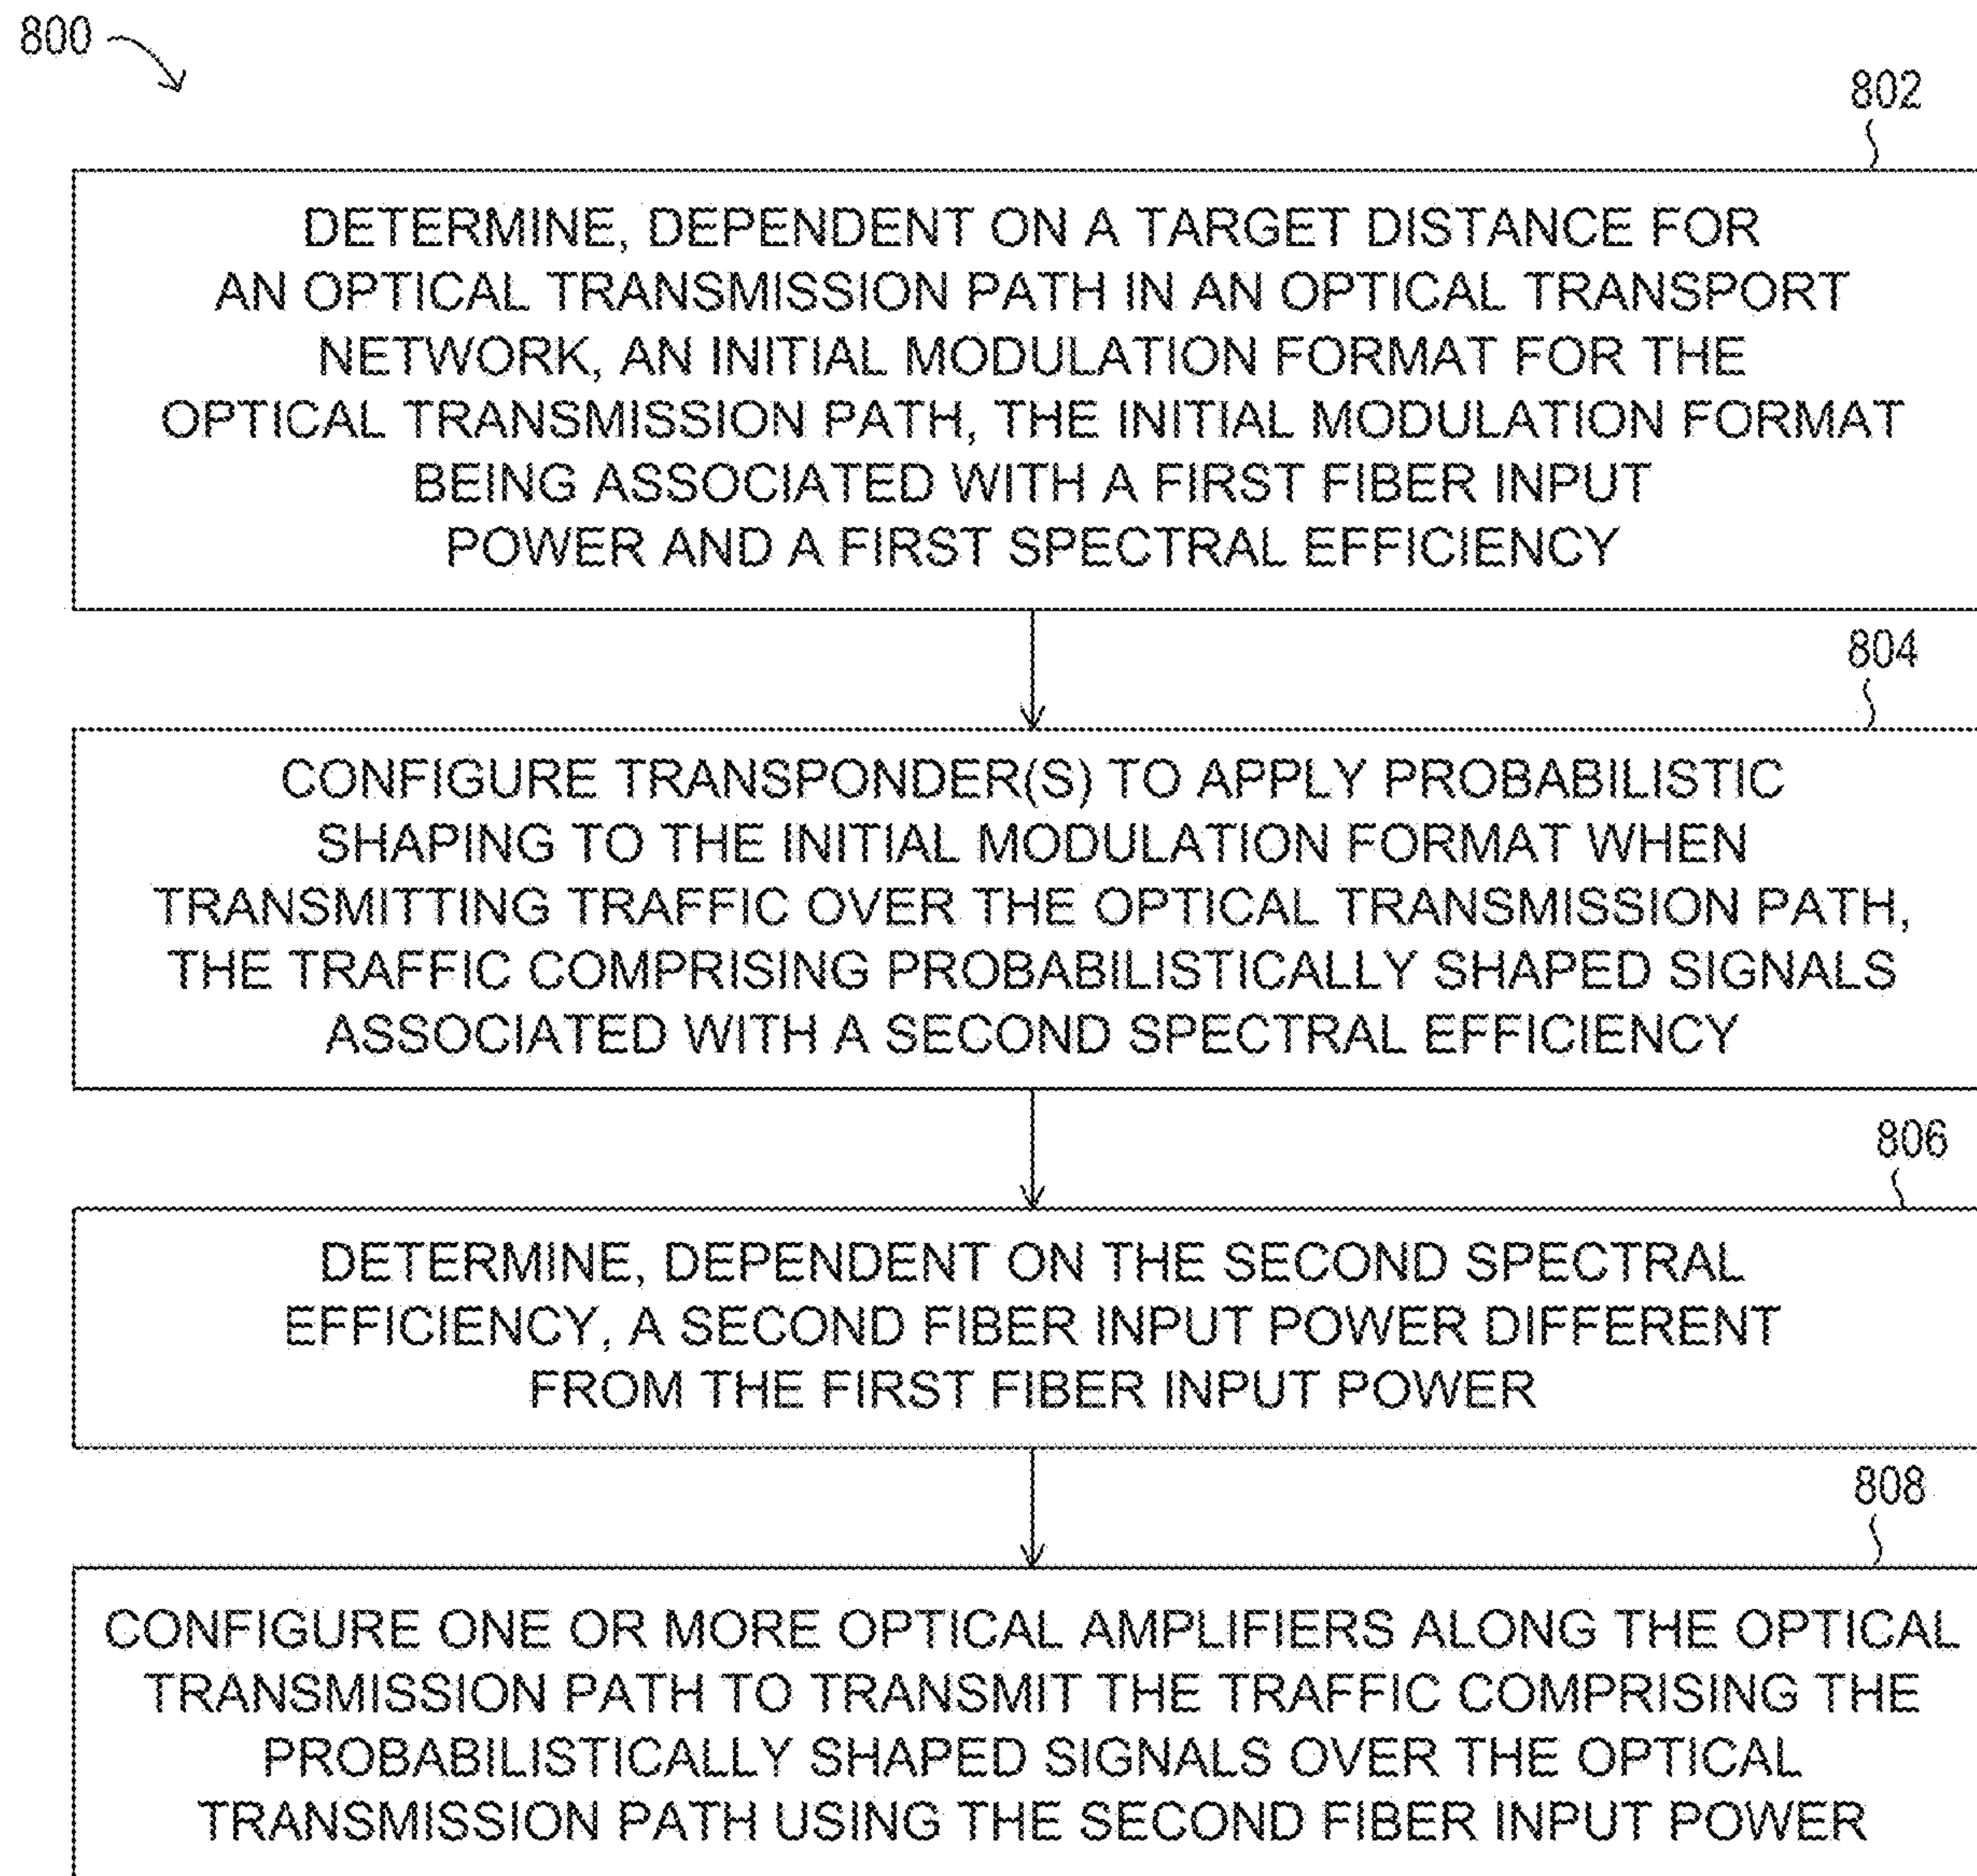 800
802
DETERMINE, DEPENDENT ON A TARGET DISTANCE FOR
AN OPTICAL TRANSMISSION PATH IN AN OPTICAL TRANSPORT
NETWORK, AN INITIAL MODULATION FORMAT FOR THE
OPTICAL TRANSMISSION PATH, THE INITIAL MODULATION FORMAT
BEING ASSOCIATED WITH A FIRST FIBER INPUT
POWER AND A FIRST SPECTRAL EFFICIENCY
804
CONFIGURE TRANSPONDER(S) TO APPLY PROBABILISTIC
SHAPING TO THE INITIAL MODULATION FORMAT WHEN
TRANSMITTING TRAFFIC OVER THE OPTICAL TRANSMISSION PATH,
THE TRAFFIC COMPRISING PROBABILISTICALLY SHAPED SIGNALS
ASSOCIATED WITH A SECOND SPECTRAL EFFICIENCY
806
DETERMINE, DEPENDENT ON THE SECOND SPECTRAL
EFFICIENCY, A SECOND FIBER INPUT POWER DIFFERENT
FROM THE FIRST FIBER INPUT POWER
808
CONFIGURE ONE OR MORE OPTICAL AMPLIFIERS ALONG THE OPTICAL
TRANSMISSION PATH TO TRANSMIT THE TRAFFIC COMPRISING THE
PROBABILISTICALLY SHAPED SIGNALS OVER THE OPTICAL
TRANSMISSION PATH USING THE SECOND FIBER INPUT POWER